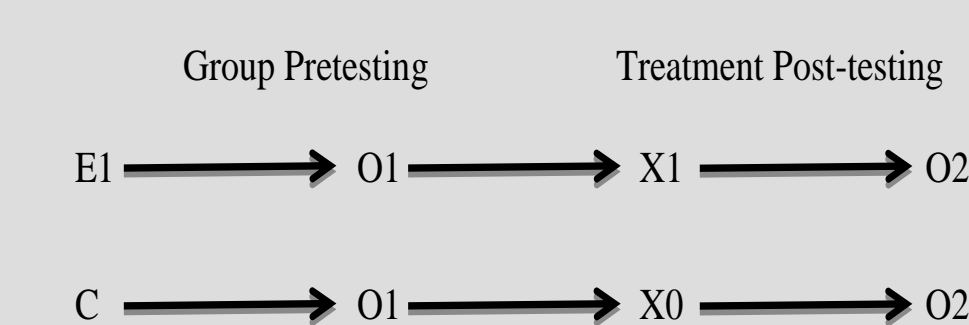 Group Pretesting Treatment Post-testing
E1 O1 X1 O2
C O1 X0 O2